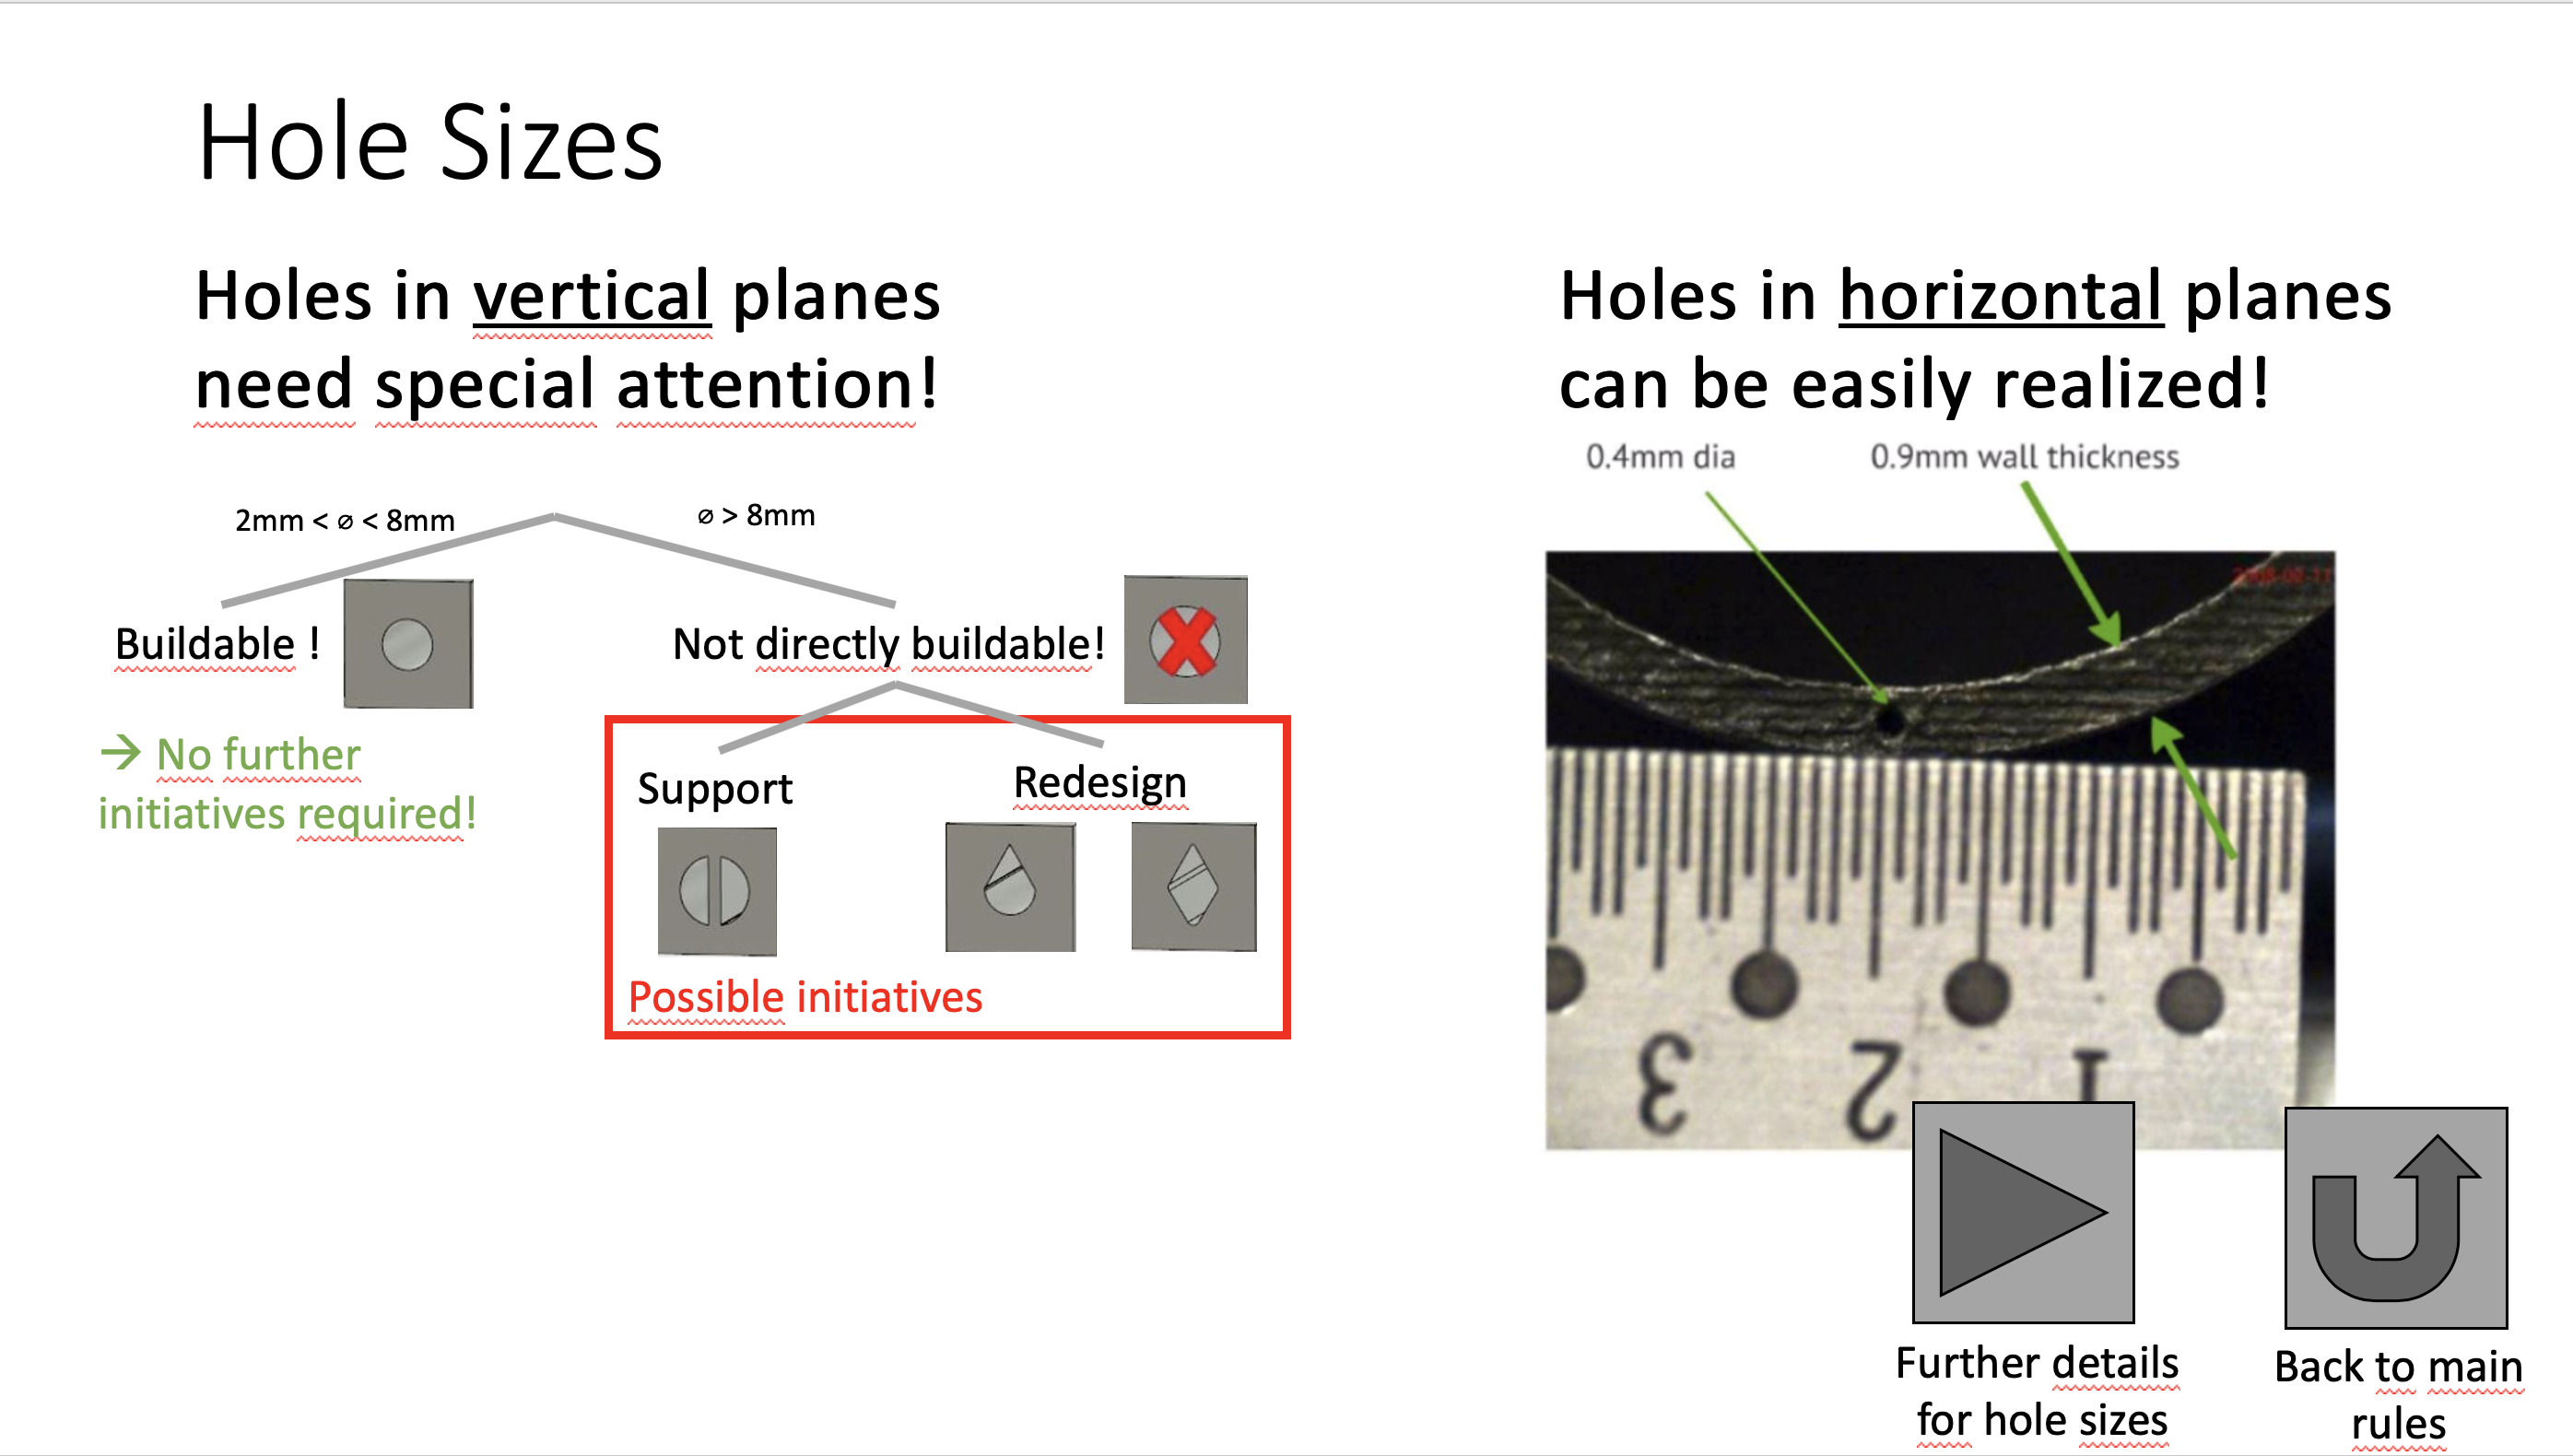 Hole Sizes
Holes in vertical planes
need special attention!
2mm < ⌀ < 8mm
⌀ > 8mm
Buildable !
Not directly buildable!
→ No further
initiatives required!
Support
Redesign
Possible initiatives
Holes in horizontal planes
can be easily realized!
0.4mm dia
0.9mm wall thickness
3 2 1
Further details
for hole sizes
Back to main
rules